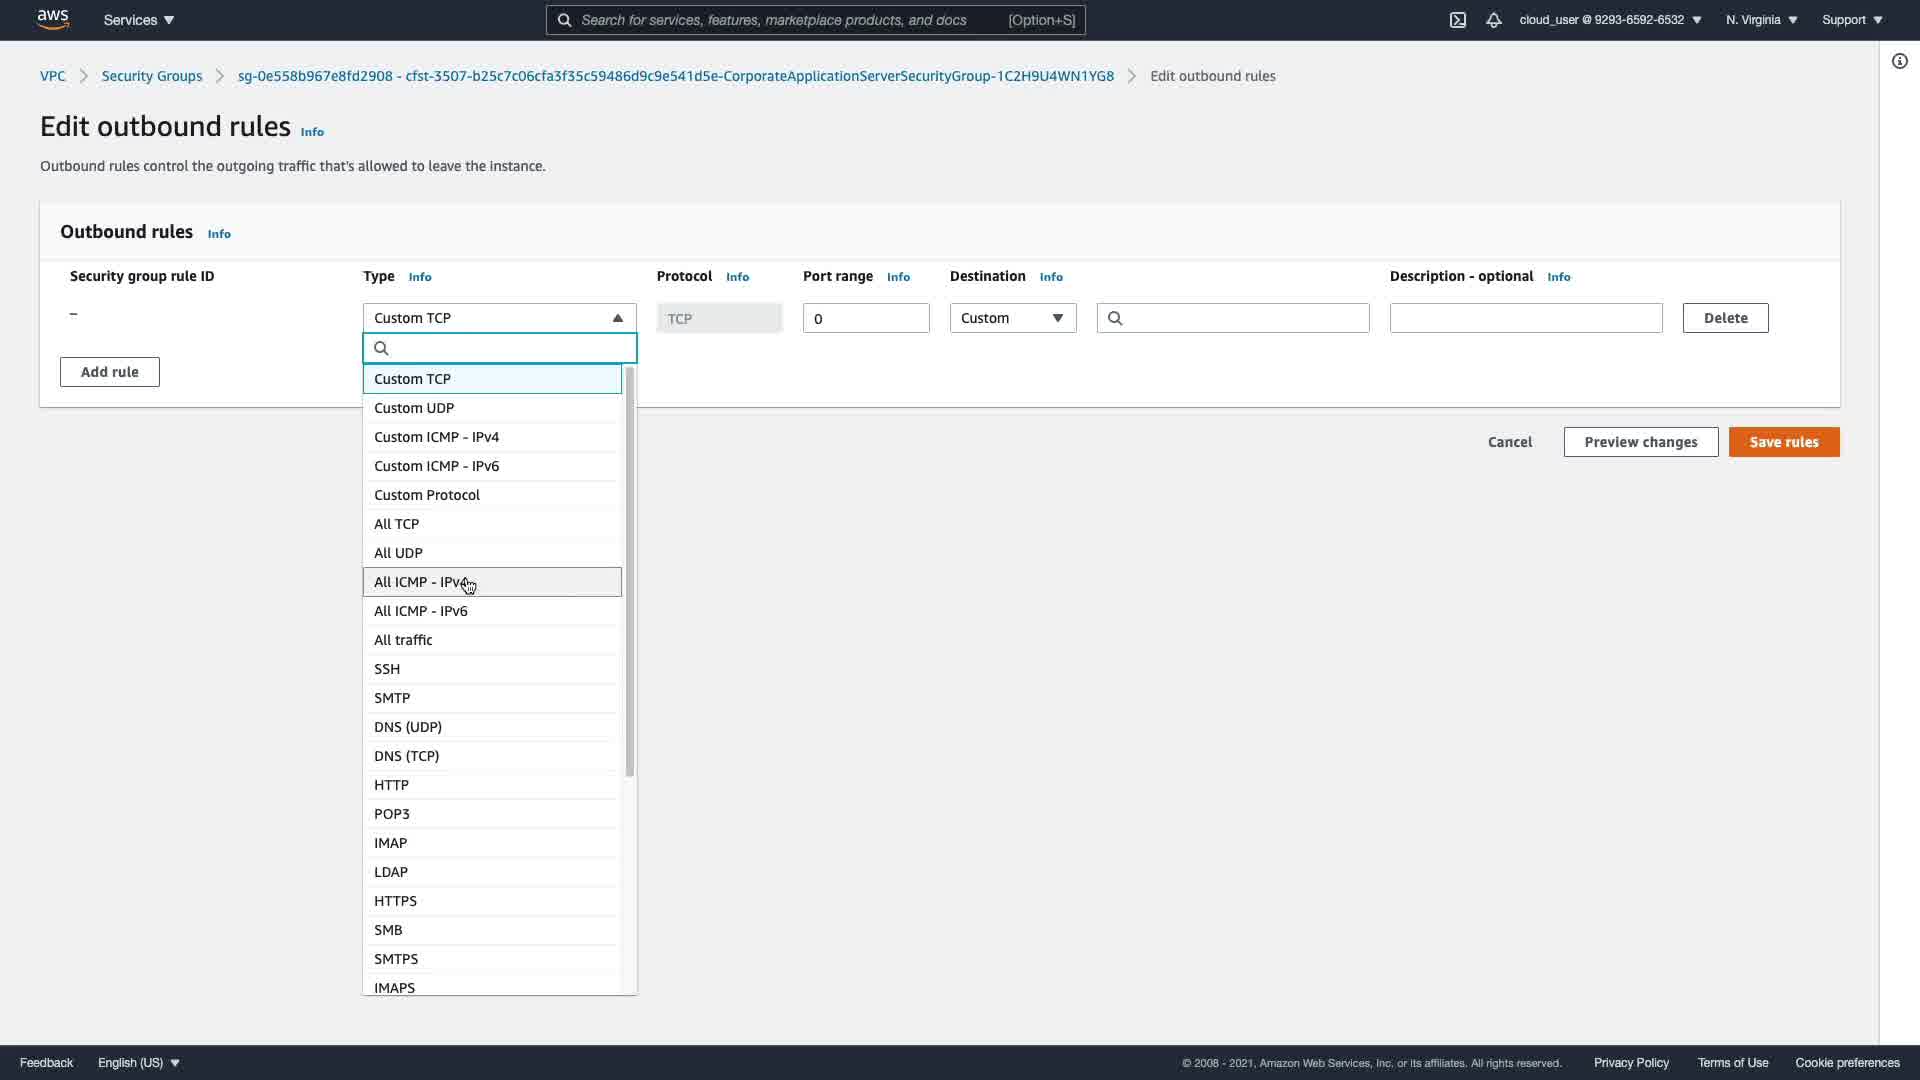 aws Services Search for services, features, marketplace products, and docs [Option+S] cloud_user @ 9293-6592-6532 N. Virginia Support
VPC Security Groups sg-0e558b967e8fd2908 - cfst-3507-b25c7c06cfa3f35c59486d9c9e541d5e-CorporateApplicationServerSecurityGroup-1C2H9U4WN1YG8 Edit outbound rules
Edit outbound rules Info
Outbound rules control the outgoing traffic that's allowed to leave the instance.
Outbound rules Info
Security group rule ID Type Info Protocol Info Port range Info Destination Info Description - optional Info
– Custom TCP TCP 0 Custom Delete
Add rule
Custom TCP
Custom UDP
Custom ICMP - IPv4
Cancel Preview changes Save rules
Custom ICMP - IPv6
Custom Protocol
All TCP
All UDP
All ICMP - IPv4
All ICMP - IPv6
All traffic
SSH
SMTP
DNS (UDP)
DNS (TCP)
HTTP
POP3
IMAP
LDAP
HTTPS
SMB
SMTPS
IMAPS
Feedback English (US) © 2008 - 2021, Amazon Web Services, Inc. or its affiliates. All rights reserved. Privacy Policy Terms of Use Cookie preferences